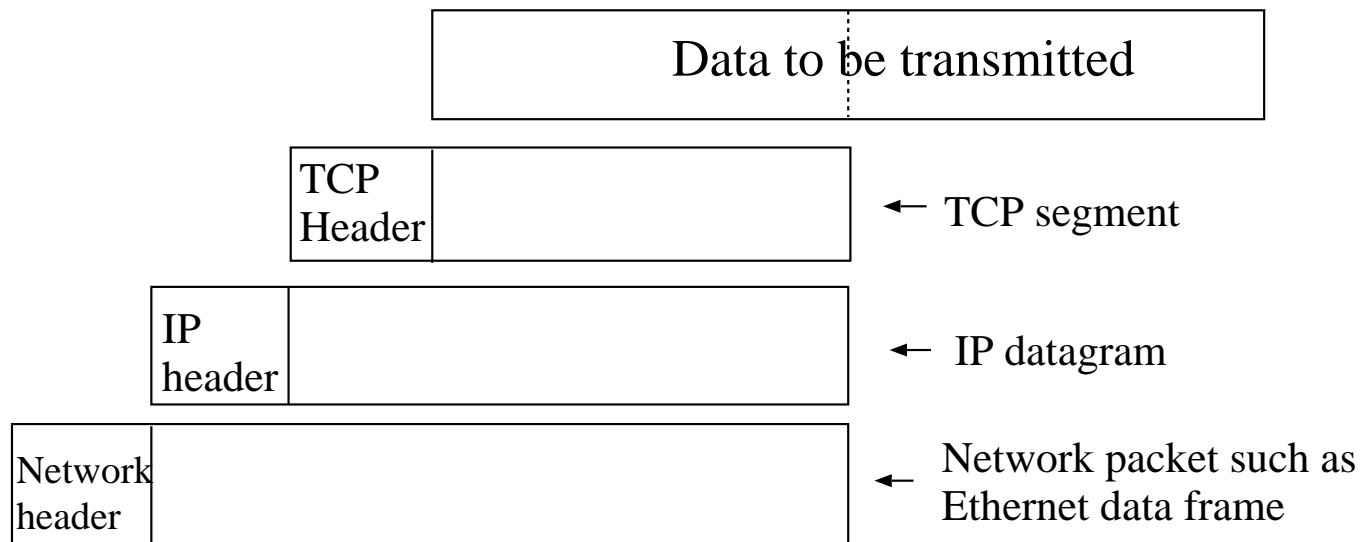 Data to be transmitted
TCP
Header
TCP segment
IP
header
IP datagram
Network
header
Network packet such as
Ethernet data frame